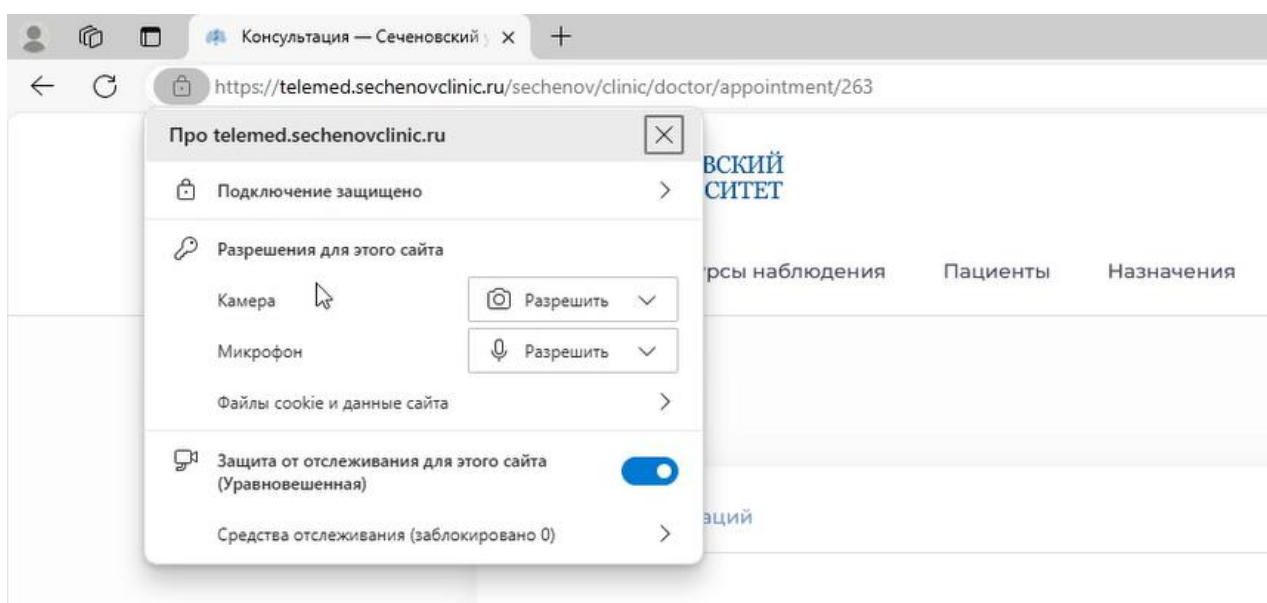 Консультация — Сеченовский
https://telemed.sechenovclinic.ru/sechenov/clinic/doctor/appointment/263
Про telemed.sechenovclinic.ru
ВСКИЙ
СИТЕТ
Подключение защищено
Разрешения для этого сайта
рсы наблюдения Пациенты Назначения
Камера Разрешить
Микрофон Разрешить
Файлы cookie и данные сайта
Защита от отслеживания для этого сайта
(Уравновешенная)
аций
Средства отслеживания (заблокировано 0)